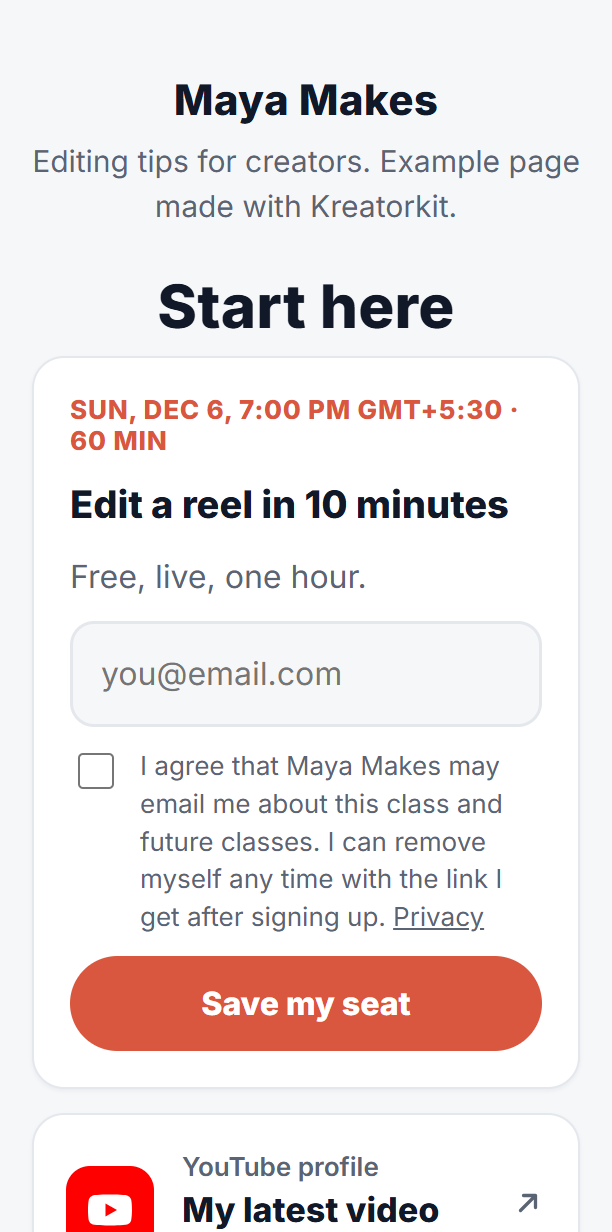 Maya Makes
Editing tips for creators. Example page
made with Kreatorkit.
Start here
SUN, DEC 6, 7:00 PM GMT+5:30 ·
60 MIN
Edit a reel in 10 minutes
Free, live, one hour.
you@email.com
I agree that Maya Makes may
email me about this class and
future classes. I can remove
myself any time with the link I
get after signing up. Privacy
Save my seat
YouTube profile
My latest video